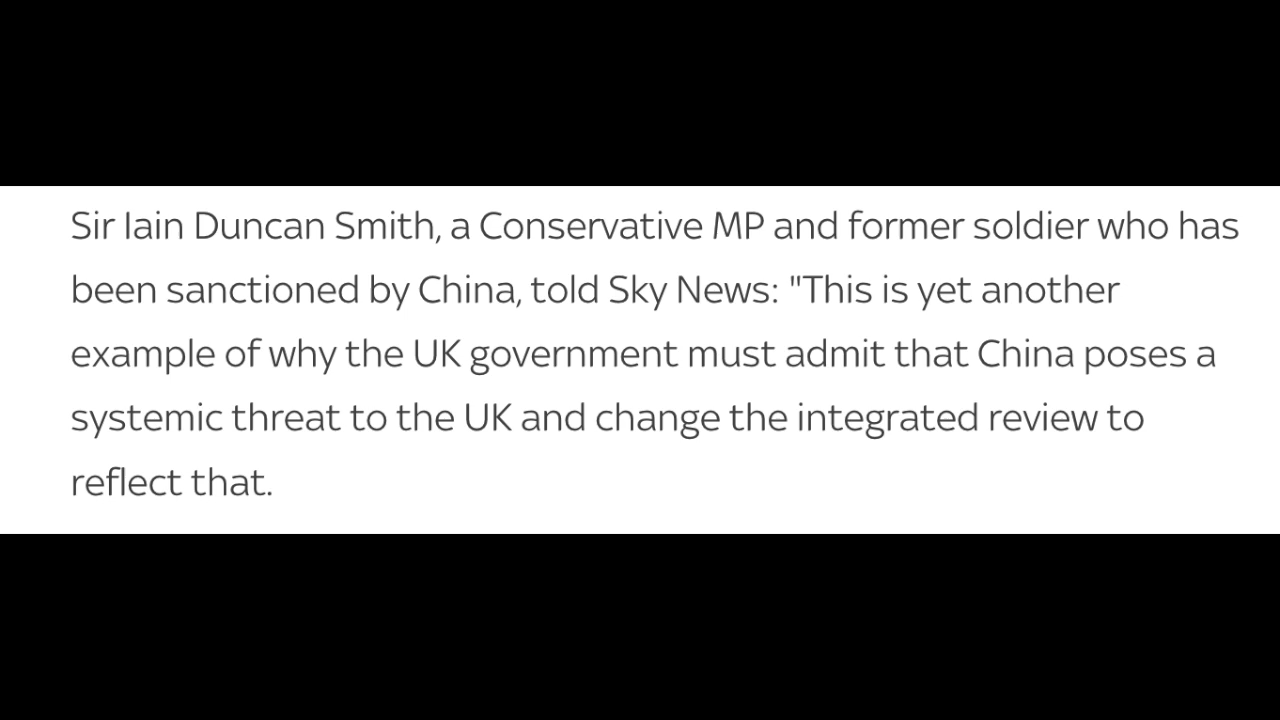 Sir Iain Duncan Smith, a Conservative MP and former soldier who has
been sanctioned by China, told Sky News: "This is yet another
example of why the UK government must admit that China poses a
systemic threat to the UK and change the integrated review to
reflect that.